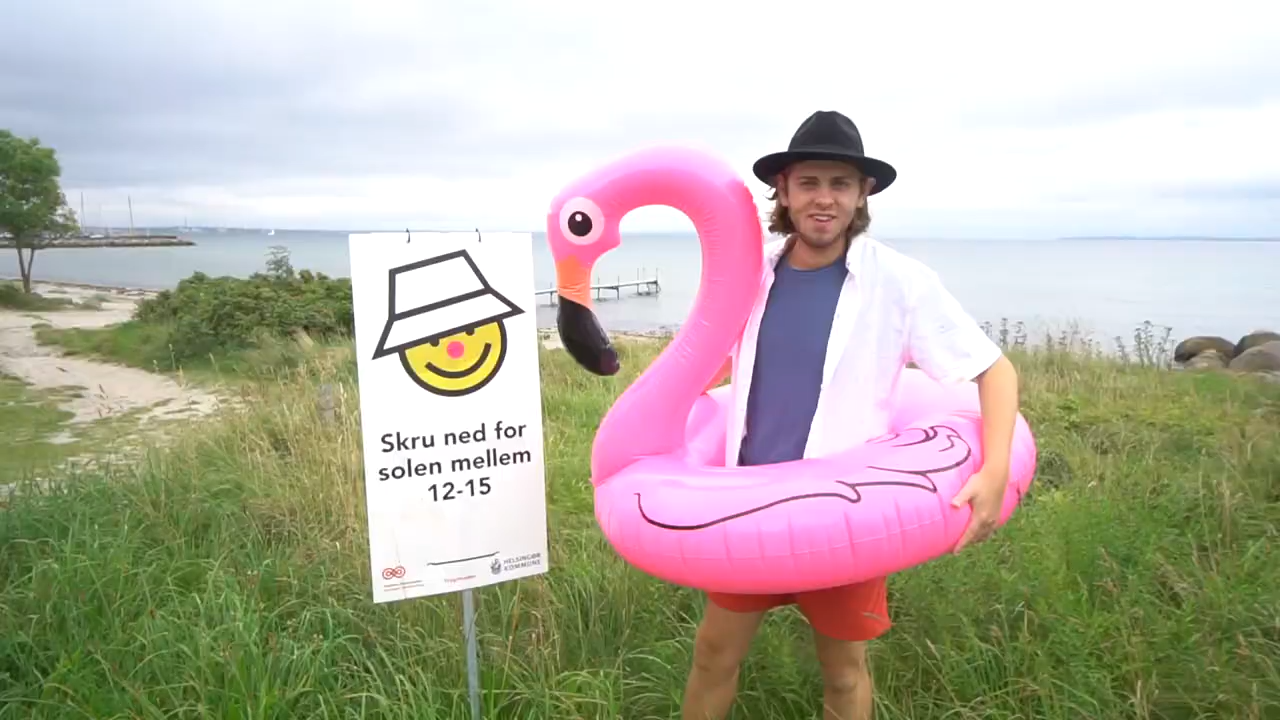 Skru ned for
solen mellem
12-15
HELSINGØR
KOMMUNE